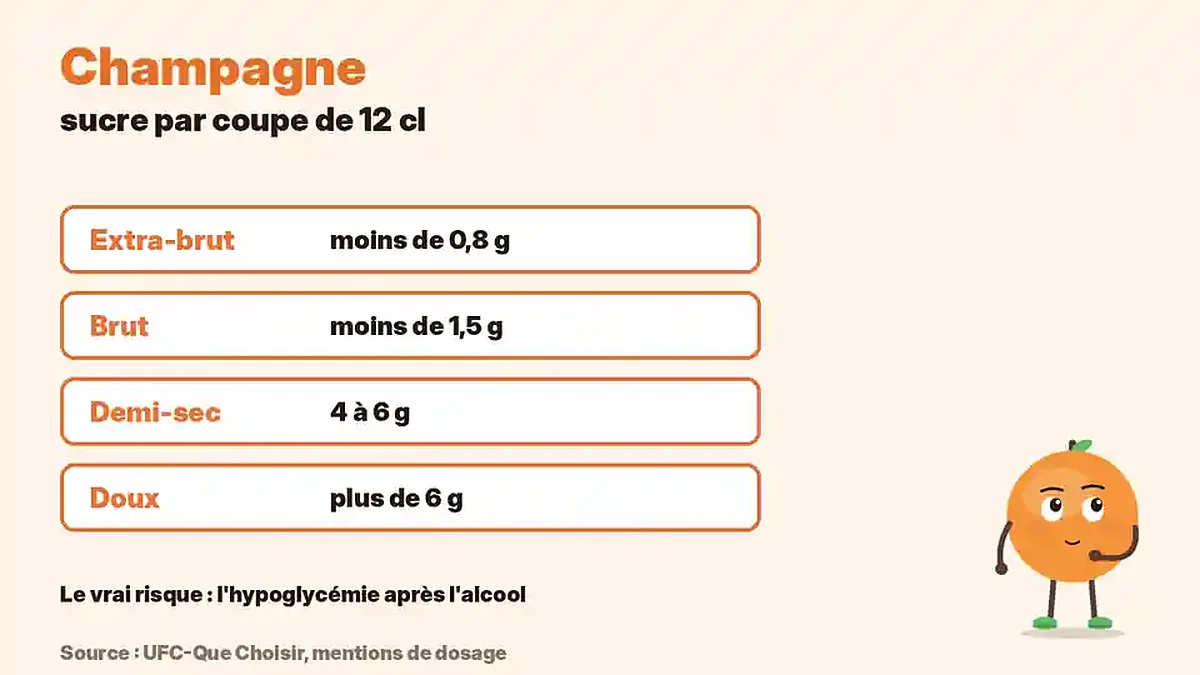 Champagne
sucre par coupe de 12 cl
Extra-brut moins de 0,8 g
Brut moins de 1,5 g
Demi-sec 4 à 6 g
Doux plus de 6 g
Le vrai risque : l'hypoglycémie après l'alcool
Source : UFC-Que Choisir, mentions de dosage